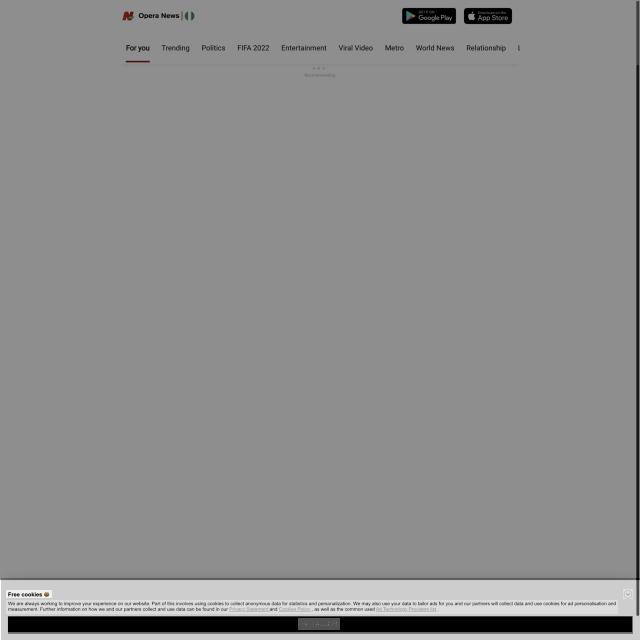 Opera News
GET IT ON
Google Play
Download on the
App Store
For you
Trending
Politics
FIFA 2022
Entertainment
Viral Video
Metro
World News
Relationship
Free cookies
We are always working to improve your experience on our website. Part of this involves using cookies to collect anonymous data for statistics and personalization. We may also use your data to tailor ads for you and our partners will collect data and use cookies for ad personalisation and
measurement. Further information on how we and our partners collect and use data can be found in our Privacy Statement and Cookies Policy, as well as the common used Ad Technology Providers list.